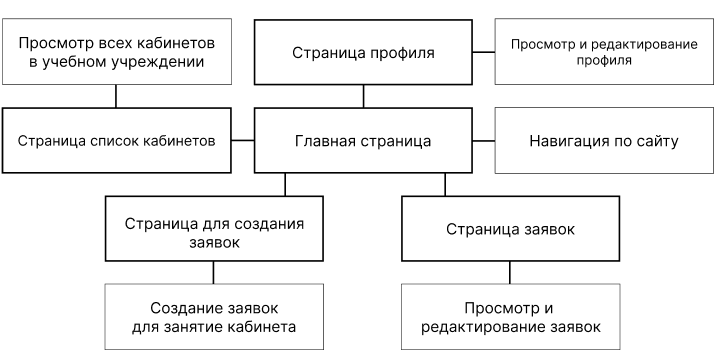 Просмотр всех кабинетов
в учебном учреждении
Страница профиля
Просмотр и редактирование
профиля
Страница список кабинетов
Главная страница
Навигация по сайту
Страница для создания
заявок
Страница заявок
Создание заявок
для занятие кабинета
Просмотр и
редактирование заявок